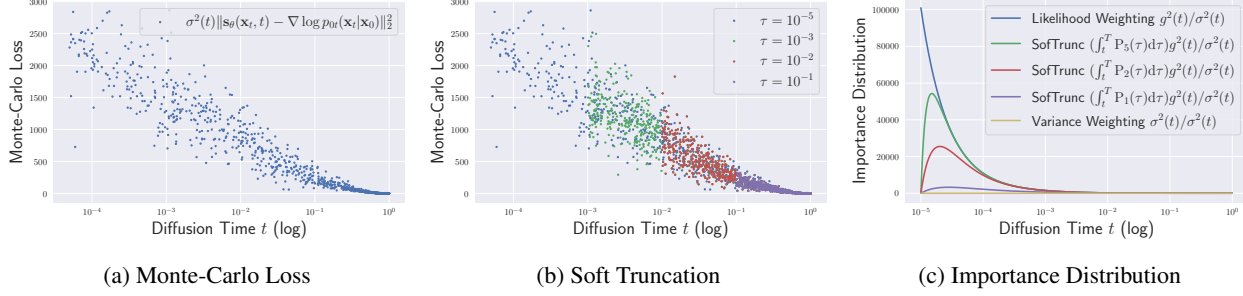 3000
2500
2000
1500
1000
500
0
Monte-Carlo Loss
σ²(t)‖s_θ(x_t, t) − ∇ log p_{0t}(x_t|x_0)‖²₂
10⁻⁴ 10⁻³ 10⁻² 10⁻¹ 10⁰
Diffusion Time t (log)
(a) Monte-Carlo Loss
3000
2500
2000
1500
1000
500
0
Monte-Carlo Loss
τ = 10⁻⁵
τ = 10⁻³
τ = 10⁻²
τ = 10⁻¹
10⁻⁴ 10⁻³ 10⁻² 10⁻¹ 10⁰
Diffusion Time t (log)
(b) Soft Truncation
100000
80000
60000
40000
20000
0
Importance Distribution
Likelihood Weighting g²(t)/σ²(t)
SofTrunc (∫_t^T P₅(τ)dτ)g²(t)/σ²(t)
SofTrunc (∫_t^T P₂(τ)dτ)g²(t)/σ²(t)
SofTrunc (∫_t^T P₁(τ)dτ)g²(t)/σ²(t)
Variance Weighting σ²(t)/σ²(t)
10⁻⁵ 10⁻⁴ 10⁻³ 10⁻² 10⁻¹ 10⁰
Diffusion Time t (log)
(c) Importance Distribution